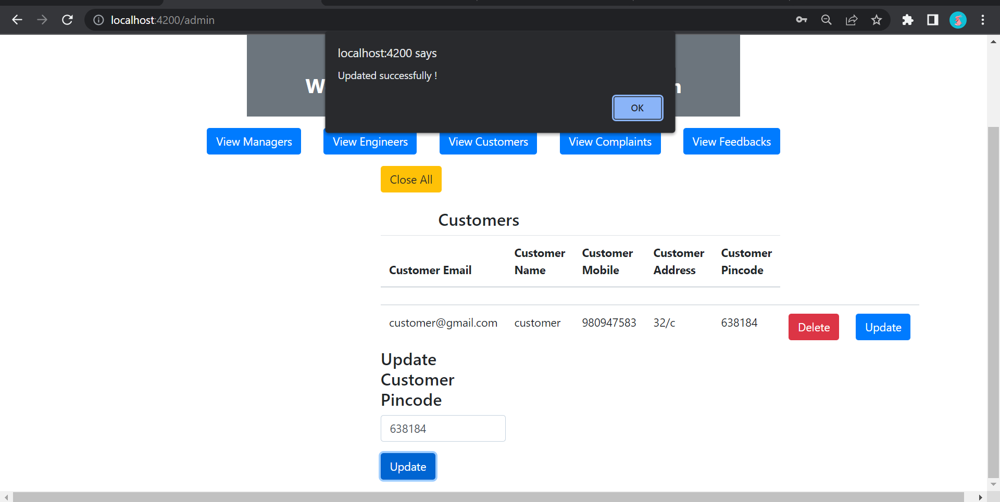 localhost:4200/admin
localhost:4200 says
Updated successfully !
OK
View Managers View Engineers View Customers View Complaints View Feedbacks
Close All
Customers
Customer Email Customer Name Customer Mobile Customer Address Customer Pincode
customer@gmail.com customer 980947583 32/c 638184 Delete Update
Update
Customer
Pincode
638184
Update